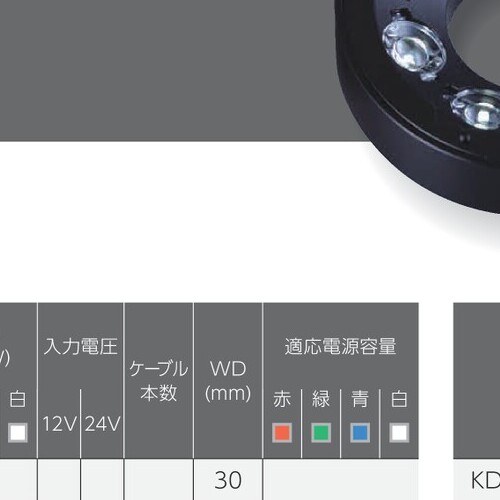 )
白
入力電圧
12V 24V
ケーブル
本数
WD
(mm)
適応電源容量
赤 緑 青 白
30
KD